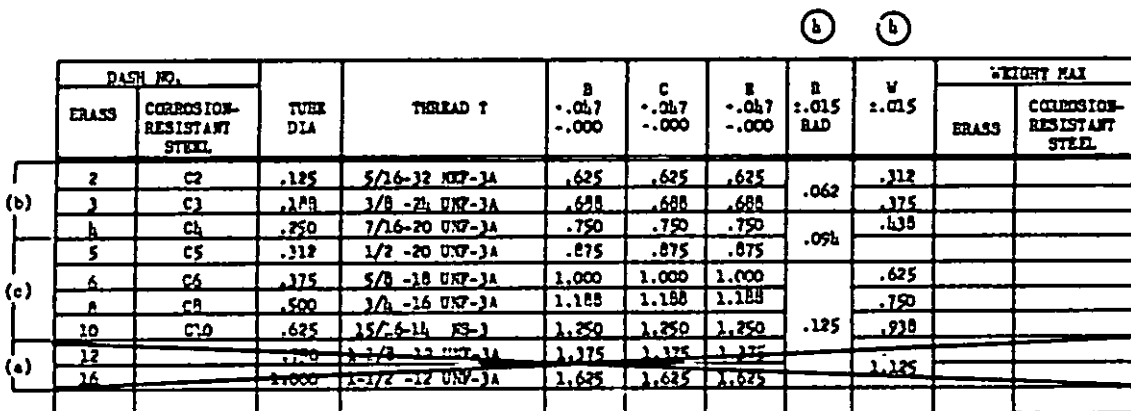 h h
DASH NO. TUBE DIA THREAD T B +.047 -.000 C +.047 -.000 E +.047 -.000 R ±.015 RAD W ±.015 WEIGHT MAX
BRASS CORROSION-RESISTANT STEEL BRASS CORROSION-RESISTANT STEEL
(b) 2 C2 .125 5/16-32 NEF-3A .625 .625 .625 .062 .312
3 C3 .188 3/8 -24 UNF-3A .688 .688 .688 .375
4 C4 .250 7/16-20 UNF-3A .750 .750 .750 .094 .438
5 C5 .312 1/2 -20 UNF-3A .875 .875 .875
(c) 6 C6 .375 5/8 -18 UNF-3A 1.000 1.000 1.000 .625
8 C8 .500 3/4 -16 UNF-3A 1.188 1.188 1.188 .750
10 C10 .625 15/16-14 NS-3 1.250 1.250 1.250 .125 .938
(a) 12 1.375 1.375 1.375
16 1.000 1-1/2 -12 UNF-3A 1.625 1.625 1.625 1.125